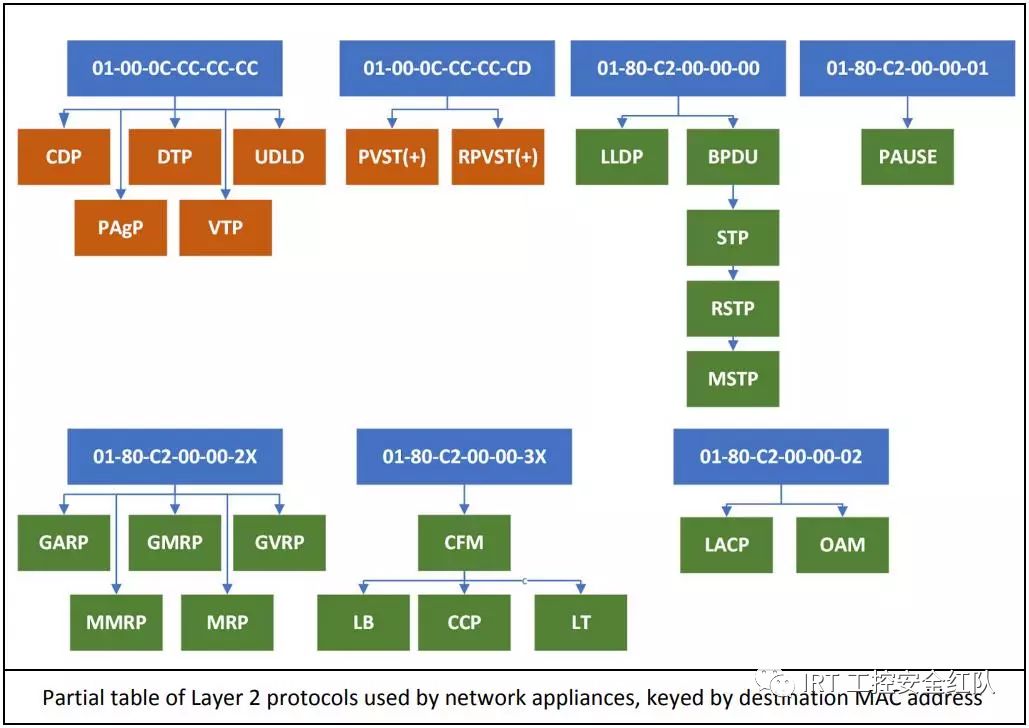 01-00-0C-CC-CC-CC 01-00-0C-CC-CC-CD 01-80-C2-00-00-00 01-80-C2-00-00-01
CDP DTP UDLD PVST(+) RPVST(+) LLDP BPDU PAUSE
PAgP VTP STP
RSTP
MSTP
01-80-C2-00-00-2X 01-80-C2-00-00-3X 01-80-C2-00-00-02
GARP GMRP GVRP CFM LACP OAM
C
MMRP MRP LB CCP LT
IRT 工控安全红队
Partial table of Layer 2 protocols used by network appliances, keyed by destination MAC address